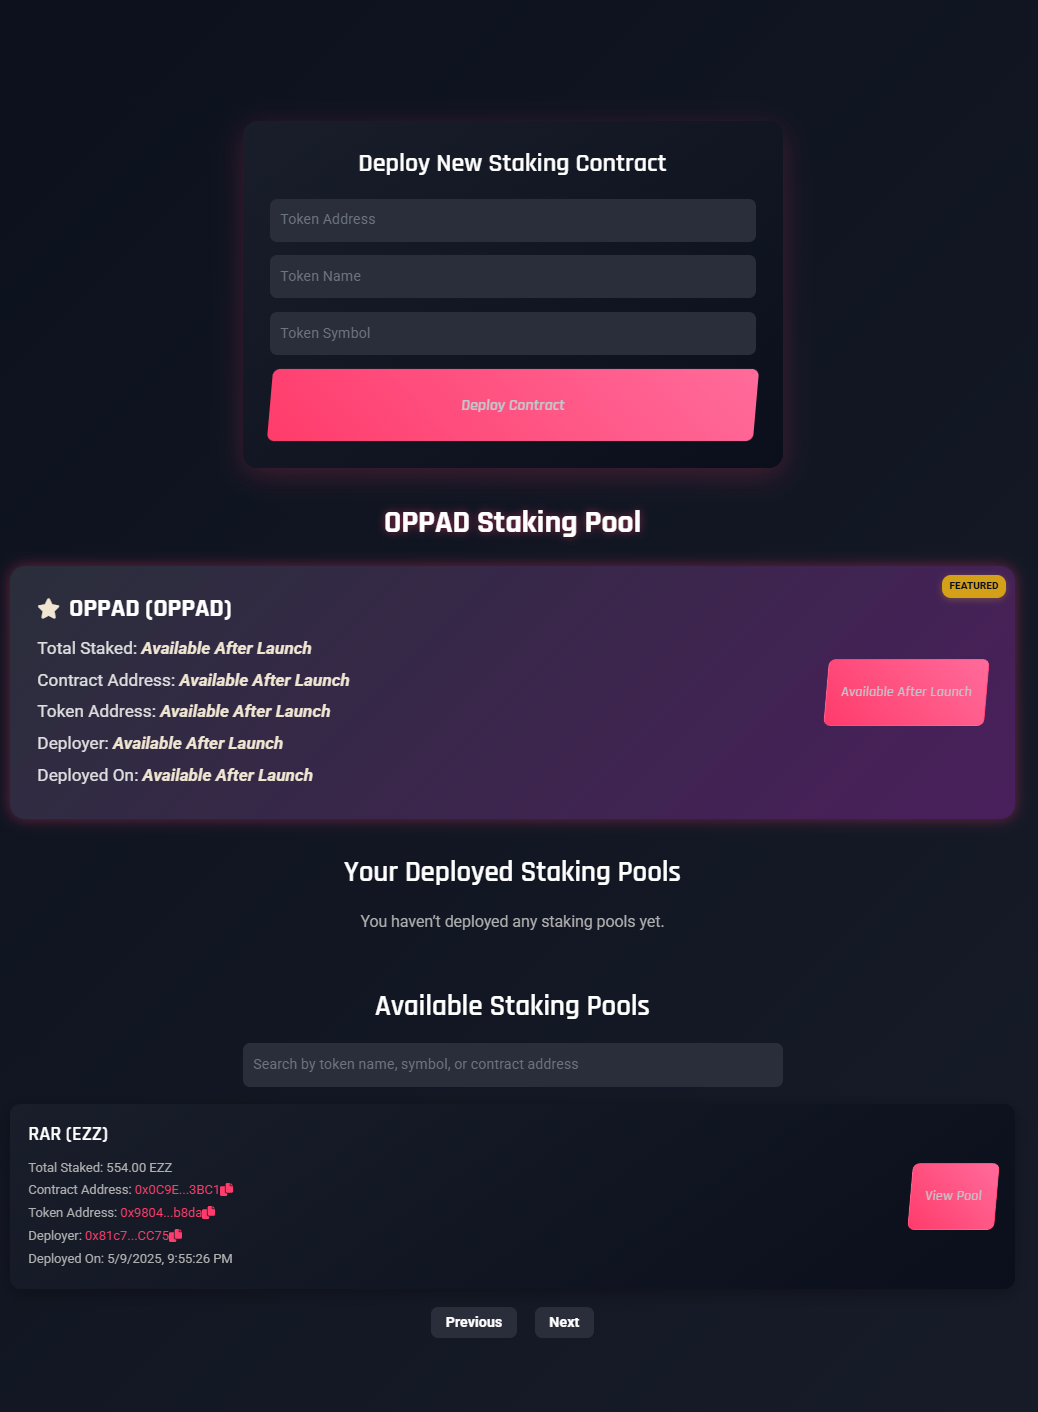 Deploy New Staking Contract
Token Address
Token Name
Token Symbol
Deploy Contract
OPPAD Staking Pool
FEATURED
OPPAD (OPPAD)
Total Staked: Available After Launch
Contract Address: Available After Launch
Token Address: Available After Launch
Deployer: Available After Launch
Deployed On: Available After Launch
Available After Launch
Your Deployed Staking Pools
You haven't deployed any staking pools yet.
Available Staking Pools
Search by token name, symbol, or contract address
RAR (EZZ)
Total Staked: 554.00 EZZ
Contract Address: 0x0C9E...3BC1
Token Address: 0x9804...b8da
Deployer: 0x81c7...CC75
Deployed On: 5/9/2025, 9:55:26 PM
View Pool
Previous
Next